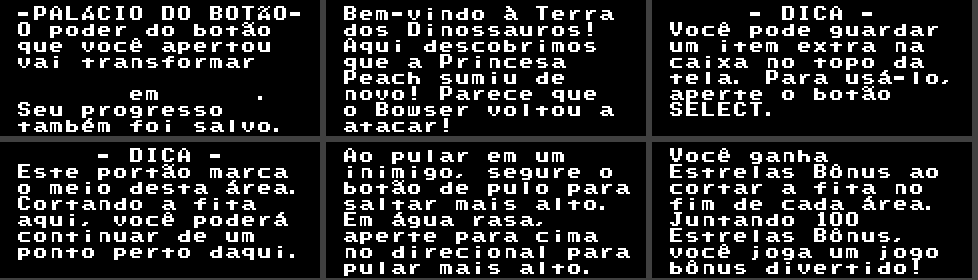 -PALÁCIO DO BOTÃO-
O poder do botão
que você apertou
vai transformar
em .
Seu progresso
também foi salvo.
Bem-vindo à Terra
dos Dinossauros!
Aqui descobrimos
que a Princesa
Peach sumiu de
novo! Parece que
o Bowser voltou a
atacar!
- DICA -
Você pode guardar
um item extra na
caixa no topo da
tela. Para usá-lo,
aperte o botão
SELECT.
- DICA -
Este portão marca
o meio desta área.
Cortando a fita
aqui, você poderá
continuar de um
ponto perto daqui.
Ao pular em um
inimigo, segure o
botão de pulo para
saltar mais alto.
Em água rasa,
aperte para cima
no direcional para
pular mais alto.
Você ganha
Estrelas Bônus ao
cortar a fita no
fim de cada área.
Juntando 100
Estrelas Bônus,
você joga um jogo
bônus divertido!